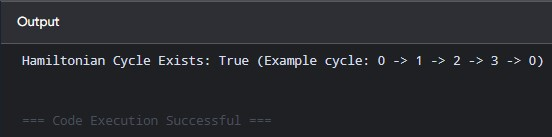 Output
Hamiltonian Cycle Exists: True (Example cycle: 0 -> 1 -> 2 -> 3 -> 0)
=== Code Execution Successful ===